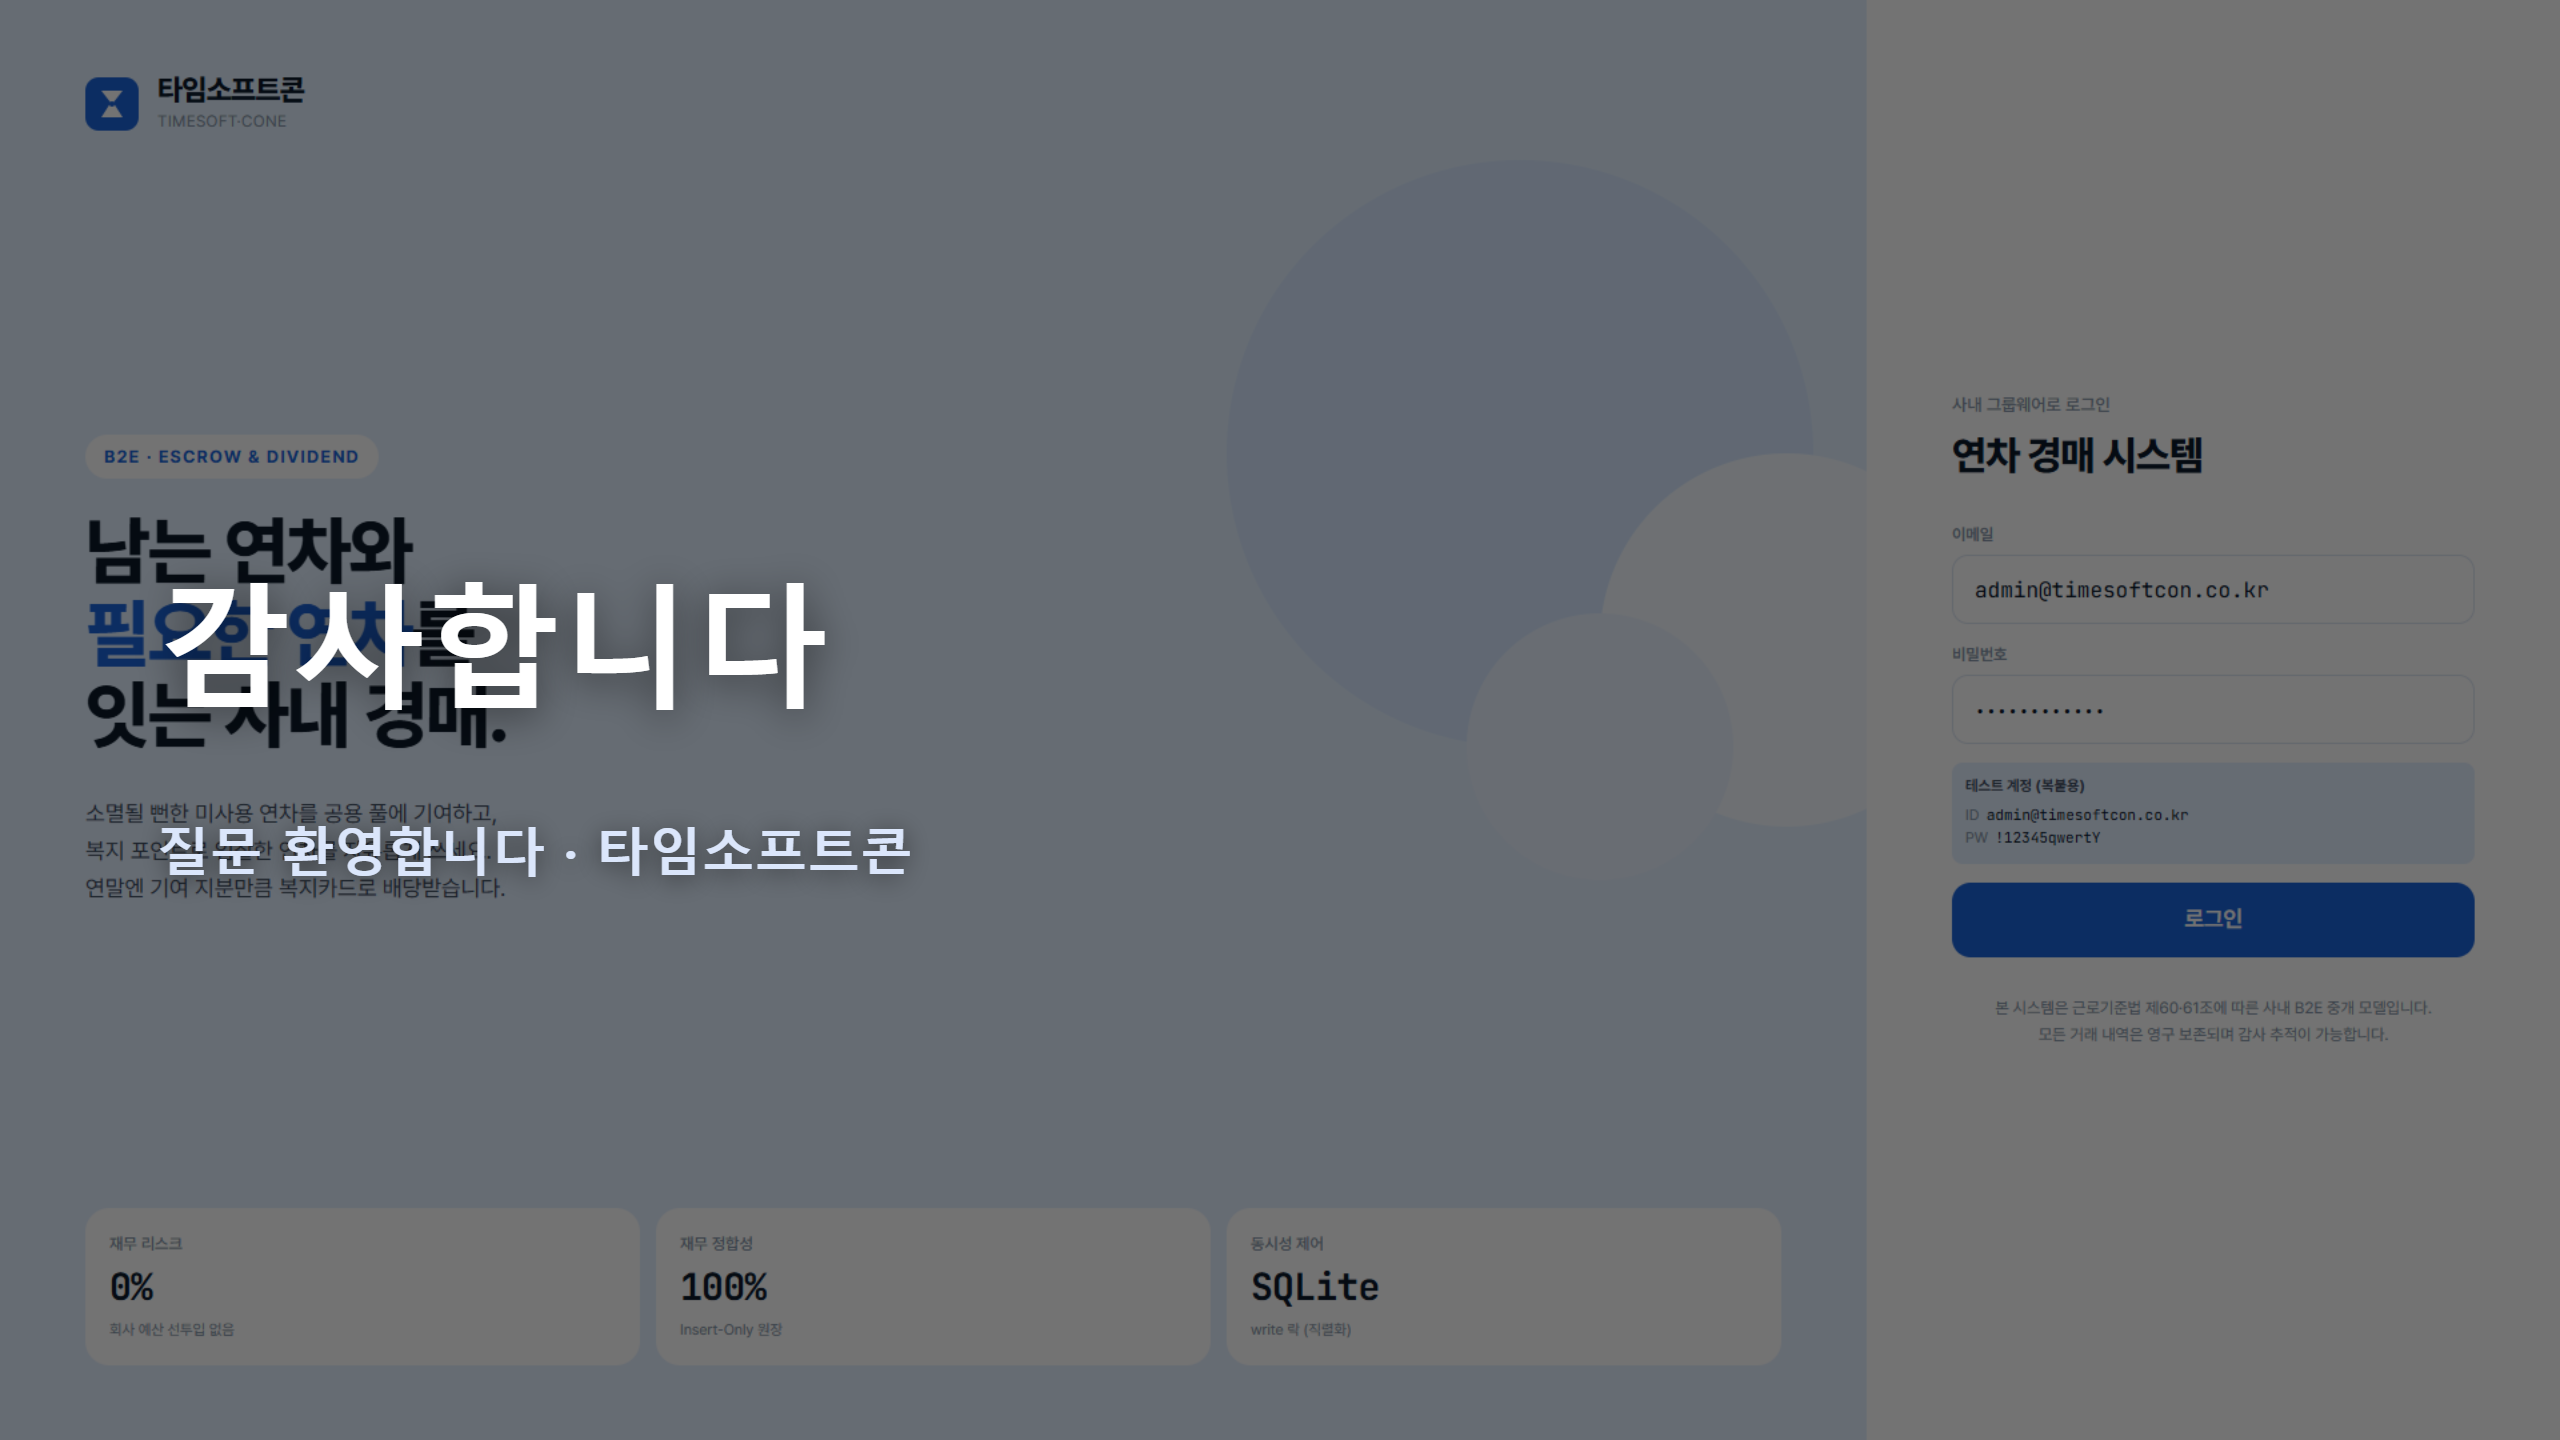 타임소프트콘
TIMESOFT-CONE
B2E · ESCROW & DIVIDEND
남는 연차와
필요한 연차를
잇는 사내 경매.
감사합니다
소멸될 뻔한 미사용 연차를 공용 풀에 기여하고,
복지
연말엔 기여 지분만큼 복지카드로 배당받습니다.
질문 환영합니다 · 타임소프트콘
재무 리스크
0%
회사 예산 선투입 없음
재무 정합성
100%
Insert-Only 원장
동시성 제어
SQLite
write 락 (직렬화)
사내 그룹웨어로 로그인
연차 경매 시스템
이메일
admin@timesoftcon.co.kr
비밀번호
••••••••••••
테스트 계정 (복붙용)
ID admin@timesoftcon.co.kr
PW !12345qwertY
로그인
본 시스템은 근로기준법 제60·61조에 따른 사내 B2E 중개 모델입니다.
모든 거래 내역은 영구 보존되며 감사 추적이 가능합니다.